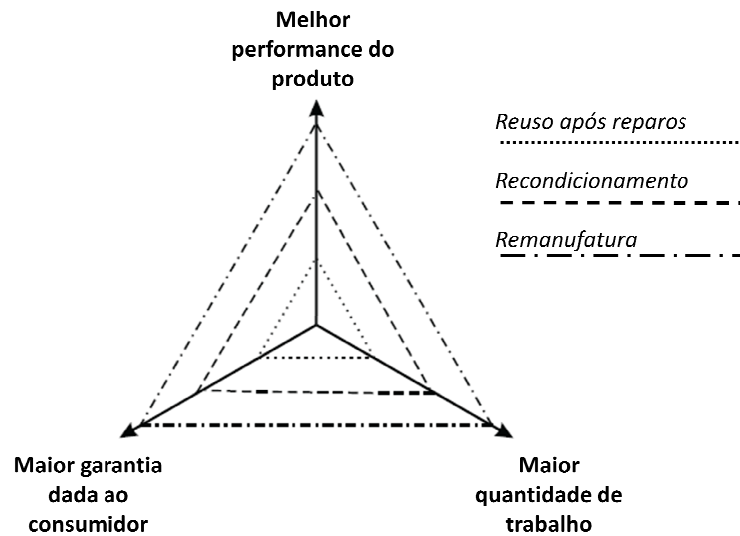 Melhor
performance do
produto
Reuso após reparos
Recondicionamento
Remanufatura
Maior garantia
dada ao
consumidor
Maior
quantidade de
trabalho